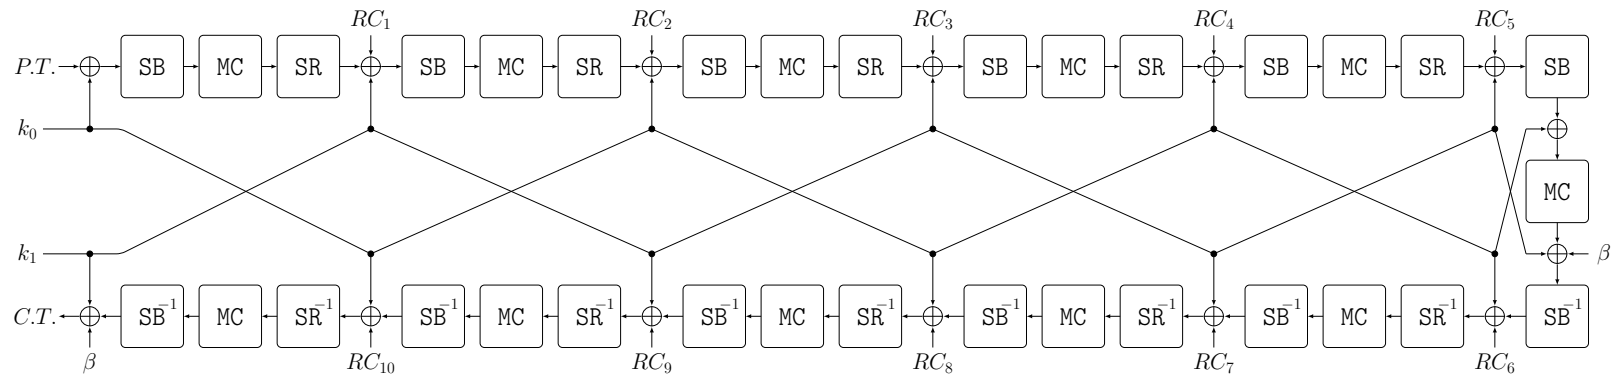 RC₁ RC₂ RC₃ RC₄ RC₅
P.T. SB MC SR SB MC SR SB MC SR SB MC SR SB MC SR SB
k₀
MC
k₁ β
C.T. SB⁻¹ MC SR⁻¹ SB⁻¹ MC SR⁻¹ SB⁻¹ MC SR⁻¹ SB⁻¹ MC SR⁻¹ SB⁻¹ MC SR⁻¹ SB⁻¹
β RC₁₀ RC₉ RC₈ RC₇ RC₆